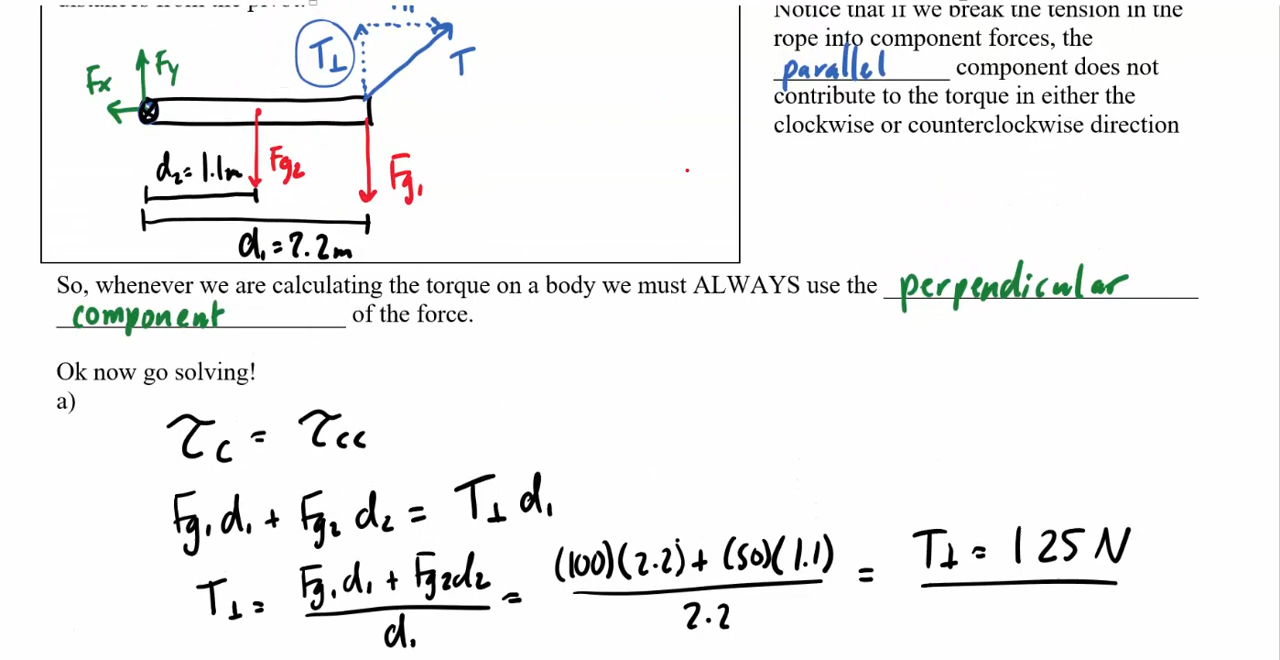 Notice that if we break the tension in the
rope into component forces, the
parallel component does not
contribute to the torque in either the
clockwise or counterclockwise direction
T⊥
T
Fx
Fy
d₂ = 1.1m
Fg₂
Fg₁
d₁ = 2.2m
So, whenever we are calculating the torque on a body we must ALWAYS use the perpendicular
component of the force.
Ok now go solving!
a)
τc = τcc
Fg₁d₁ + Fg₂d₂ = T⊥d₁
T⊥ = (Fg₁d₁ + Fg₂d₂)/d₁ = ((100)(2.2) + (50)(1.1))/2.2 = T⊥ = 125 N